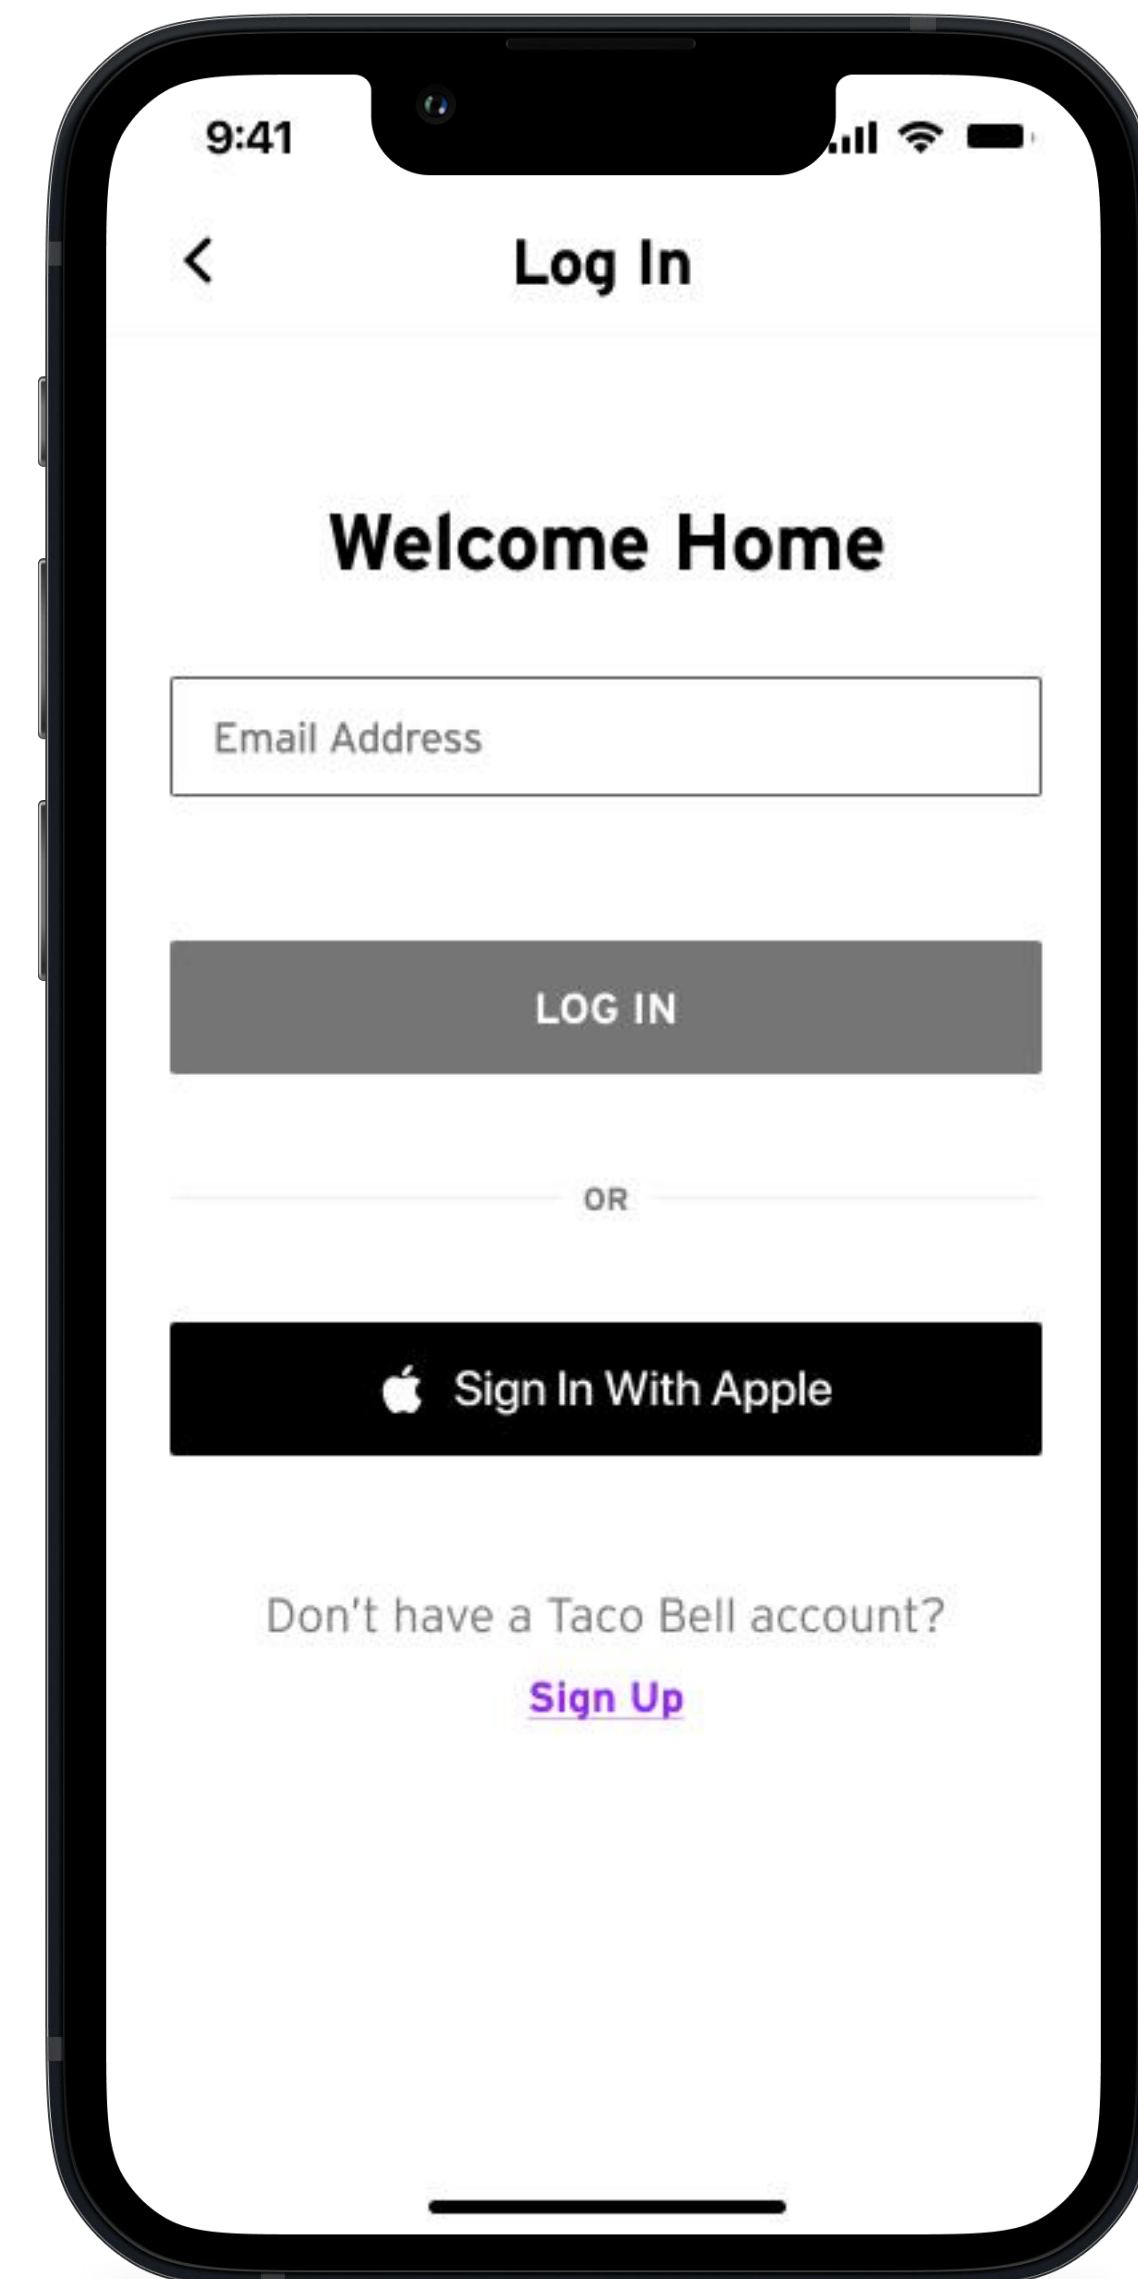 9:41
Log In
Welcome Home
Email Address
LOG IN
OR
Sign In With Apple
Don't have a Taco Bell account?
Sign Up